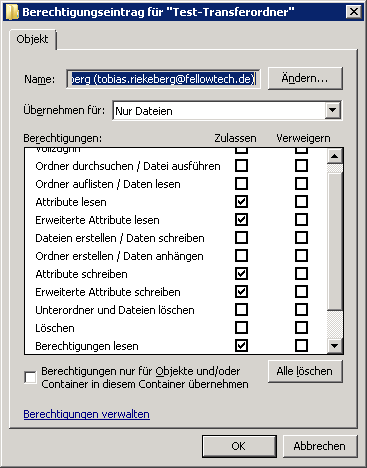 Berechtigungseintrag für "Test-Transferordner"
Objekt
Name: berg (tobias.riekeberg@fellowtech.de) Ändern...
Übernehmen für: Nur Dateien
Berechtigungen: Zulassen Verweigern
Vollzugriff
Ordner durchsuchen / Datei ausführen
Ordner auflisten / Daten lesen
Attribute lesen
Erweiterte Attribute lesen
Dateien erstellen / Daten schreiben
Ordner erstellen / Daten anhängen
Attribute schreiben
Erweiterte Attribute schreiben
Unterordner und Dateien löschen
Löschen
Berechtigungen lesen
Berechtigungen nur für Objekte und/oder
Container in diesem Container übernehmen
Alle löschen
Berechtigungen verwalten
OK Abbrechen